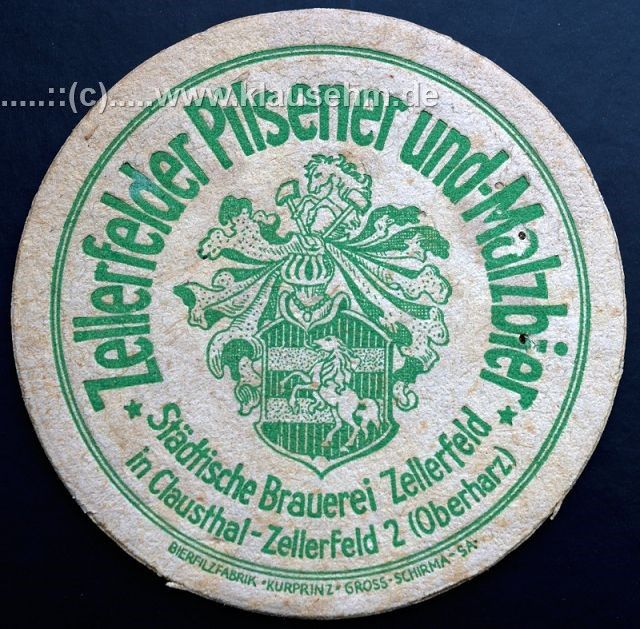 .....::(c).....www.klausehm.de
Zellerfelder Pilsener und-Malzbier
Städtische Brauerei Zellerfeld
in Clausthal-Zellerfeld 2 (Oberharz)
BIERFILZFABRIK * KURPRINZ * GROSS-SCHIRMA-SA.